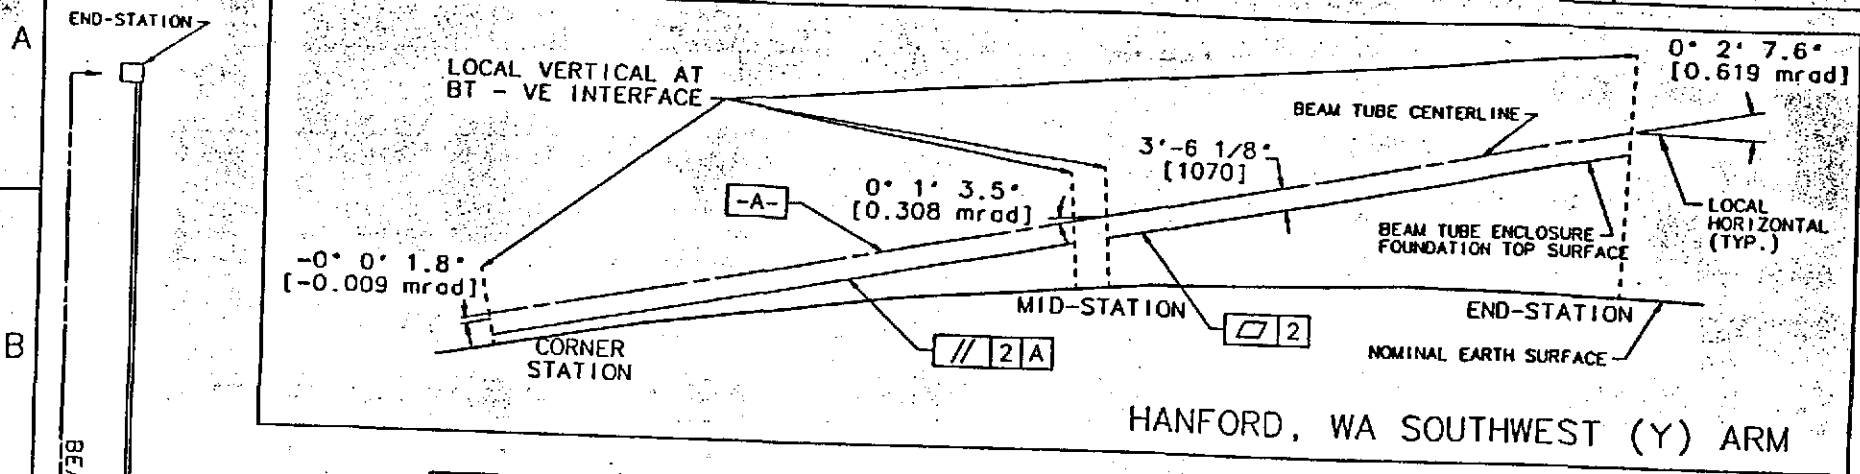 A
END-STATION
B
BEA
LOCAL VERTICAL AT
BT - VE INTERFACE
0° 2' 7.6"
[0.619 mrad]
BEAM TUBE CENTERLINE
3'-6 1/8"
[1070]
-A-
0° 1' 3.5"
[0.308 mrad]
LOCAL
HORIZONTAL
(TYP.)
BEAM TUBE ENCLOSURE
FOUNDATION TOP SURFACE
-0° 0' 1.8"
[-0.009 mrad]
MID-STATION
END-STATION
CORNER
STATION
// 2 A
▱ 2
NOMINAL EARTH SURFACE
HANFORD, WA SOUTHWEST (Y) ARM